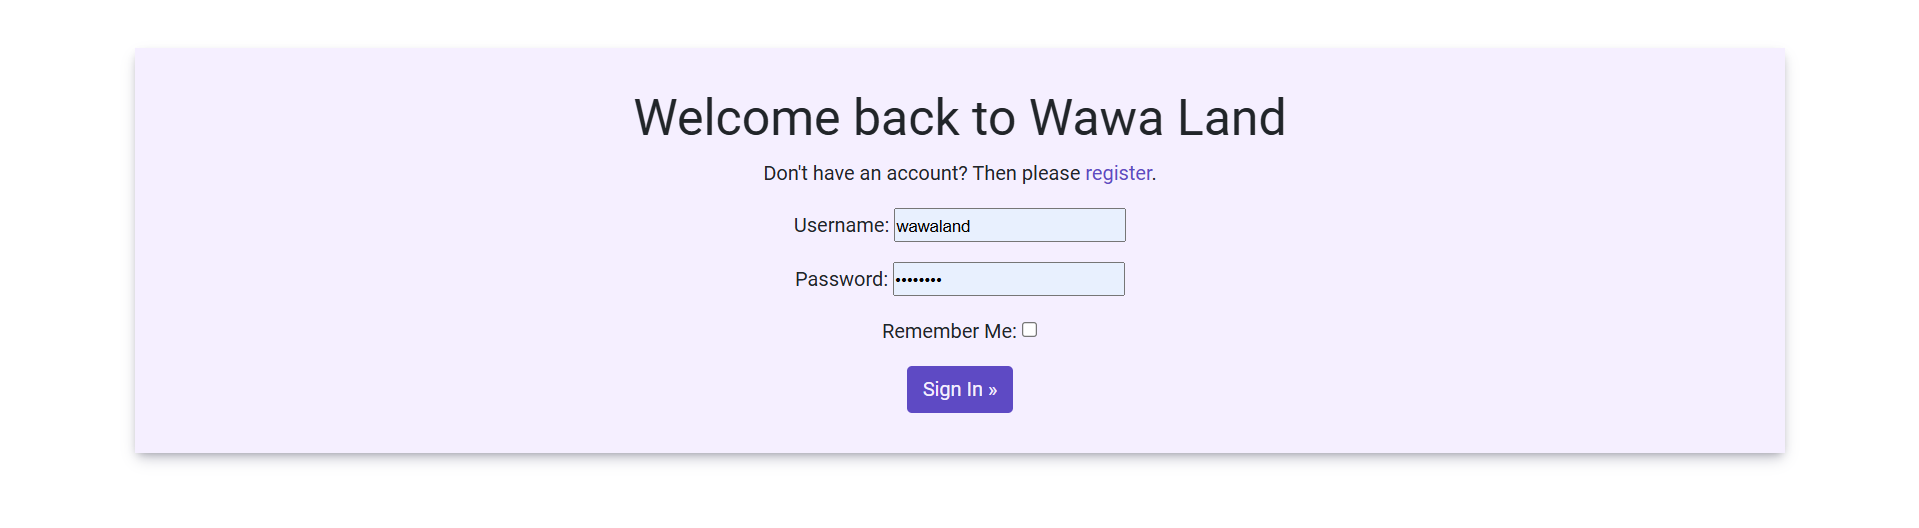 Welcome back to Wawa Land
Don't have an account? Then please register.
Username: wawaland
Password: ••••••••
Remember Me:
Sign In »